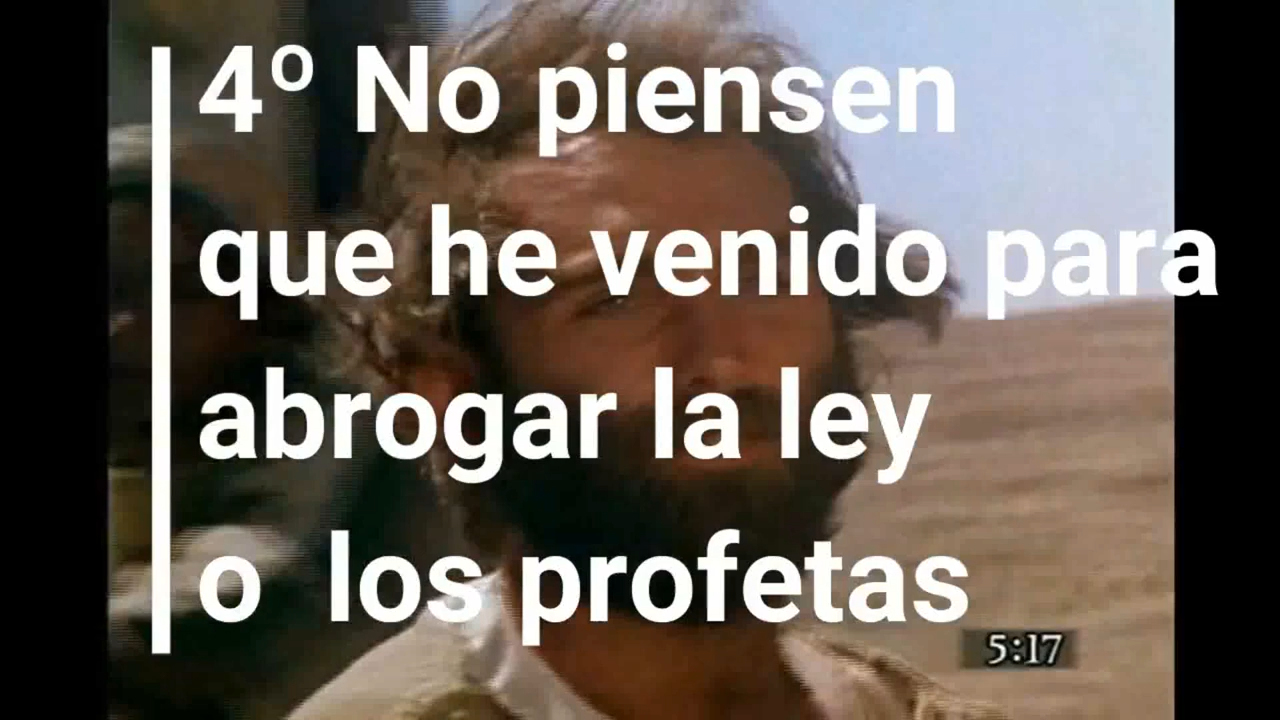 4º No piensen
que he venido para
abrogar la ley
o los profetas
5:17